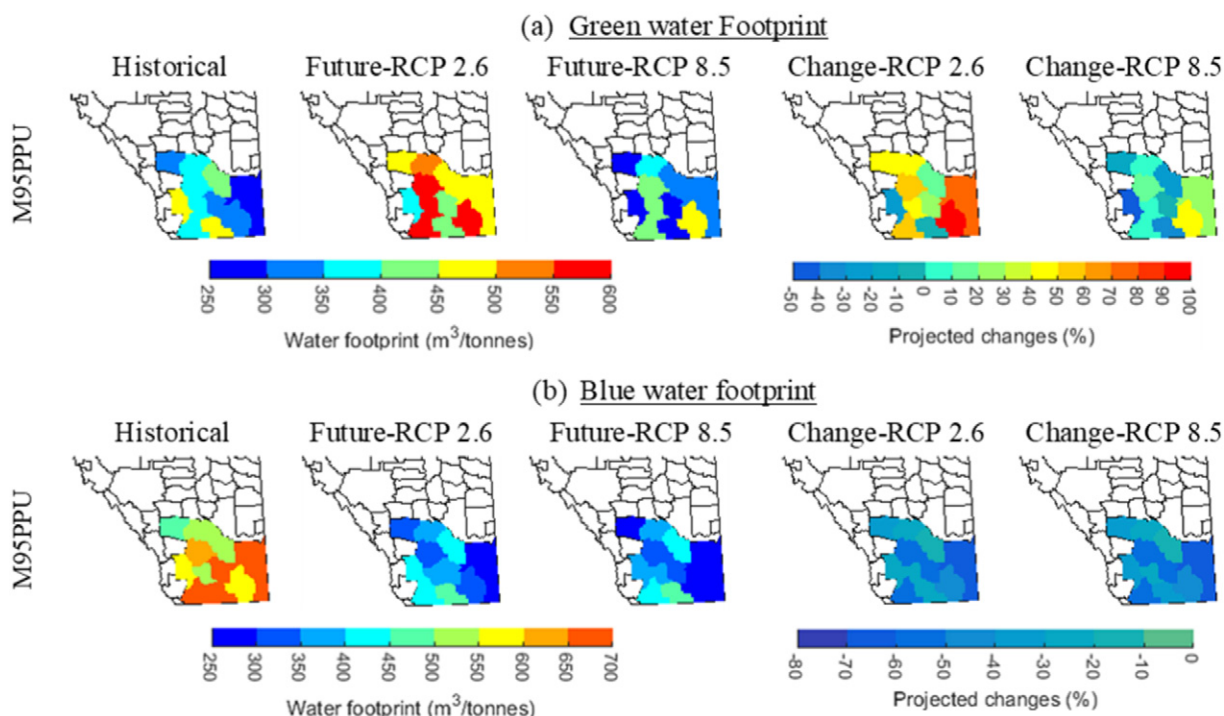 (a) Green water Footprint
Historical Future-RCP 2.6 Future-RCP 8.5 Change-RCP 2.6 Change-RCP 8.5
M95PPU
250 300 350 400 450 500 550 600
Water footprint (m³/tonnes)
-50 -40 -30 -20 -10 0 10 20 30 40 50 60 70 80 90 100
Projected changes (%)
(b) Blue water footprint
Historical Future-RCP 2.6 Future-RCP 8.5 Change-RCP 2.6 Change-RCP 8.5
M95PPU
250 300 350 400 450 500 550 600 650 700
Water footprint (m³/tonnes)
-80 -70 -60 -50 -40 -30 -20 -10 0
Projected changes (%)